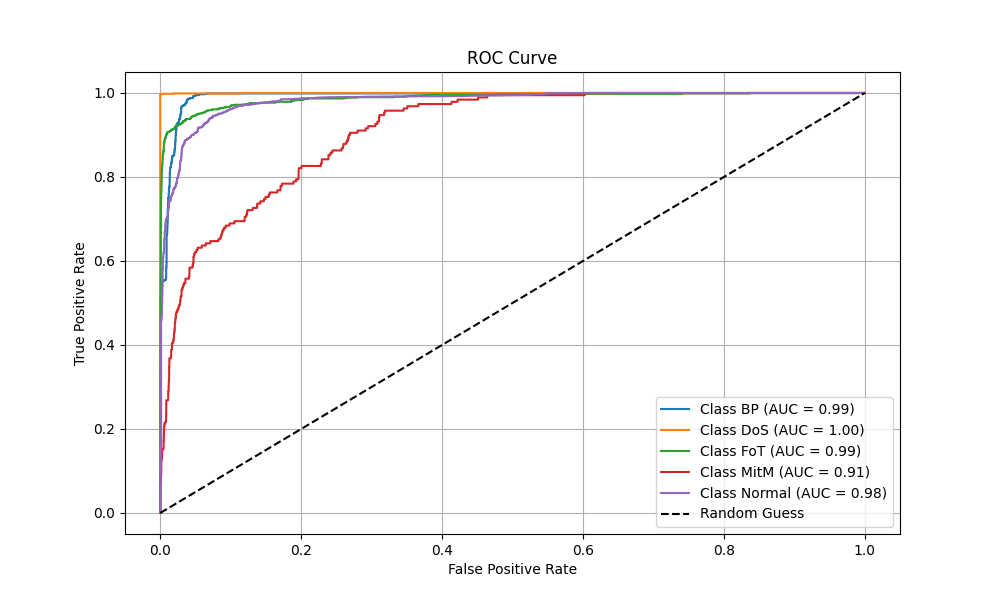 ROC Curve
True Positive Rate
1.0
0.8
0.6
0.4
0.2
0.0
Class BP (AUC = 0.99)
Class DoS (AUC = 1.00)
Class FoT (AUC = 0.99)
Class MitM (AUC = 0.91)
Class Normal (AUC = 0.98)
Random Guess
0.0 0.2 0.4 0.6 0.8 1.0
False Positive Rate